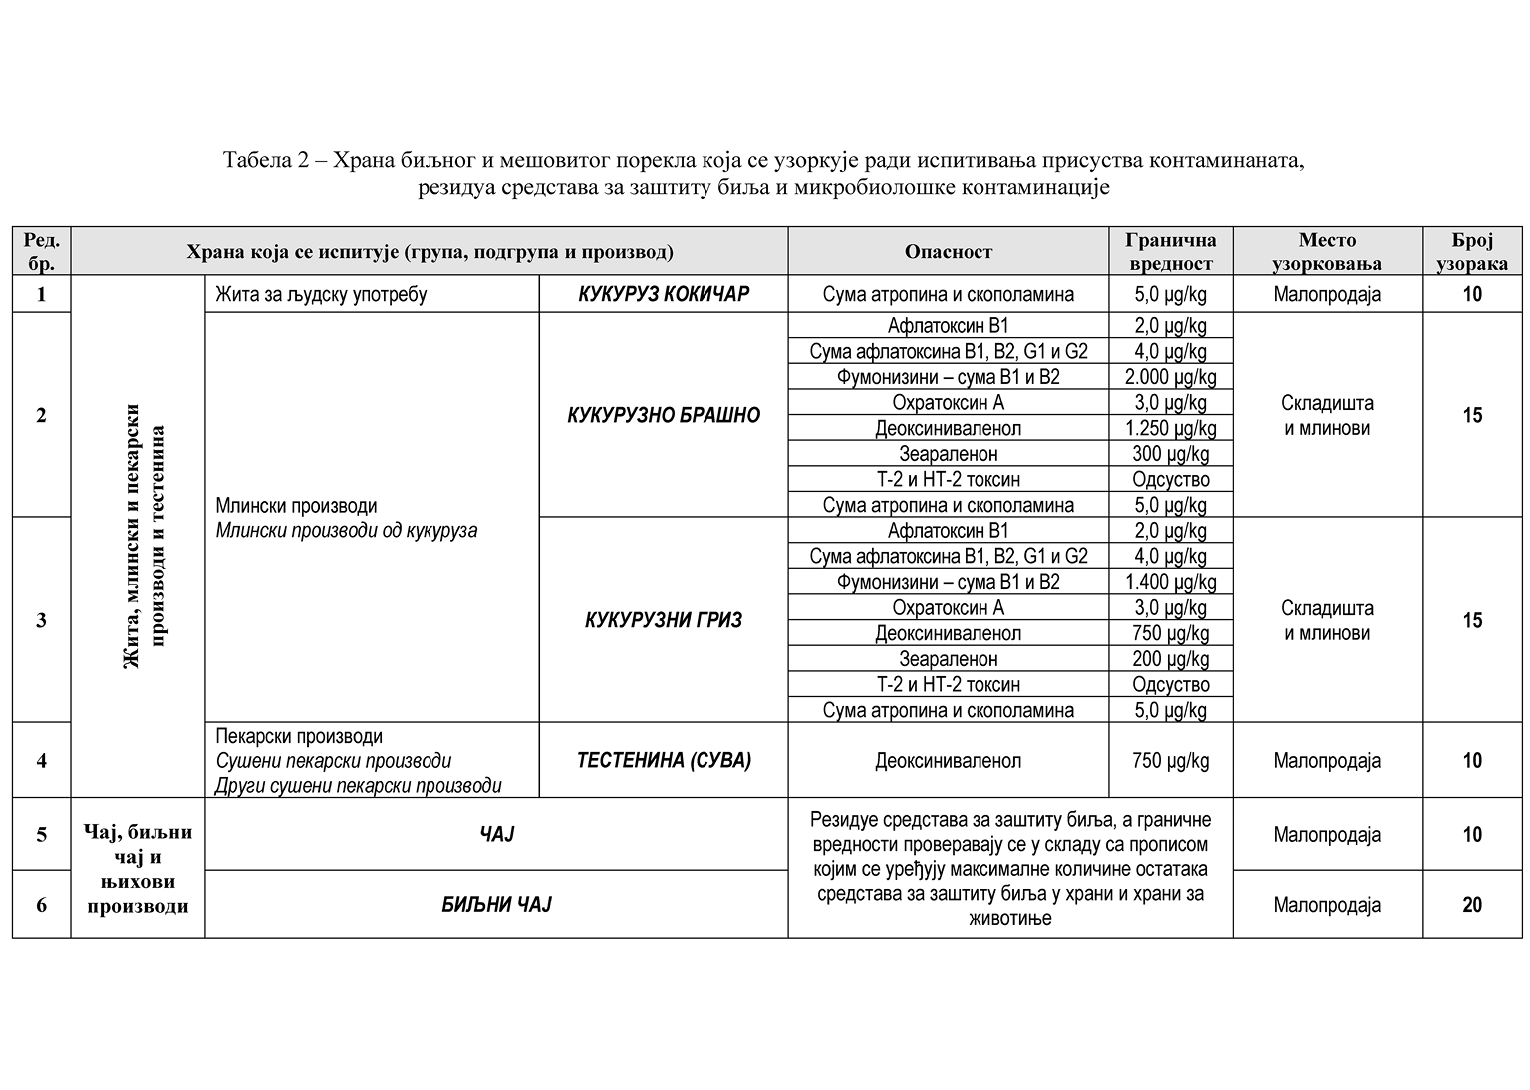 Табела 2 – Храна биљног и мешовитог порекла која се узоркује ради испитивања присуства контаминаната,
резидуа средстава за заштиту биља и микробиолошке контаминације
Ред. бр.
Храна која се испитује (група, подгрупа и производ)
Опасност
Гранична вредност
Место узорковања
Број узорака
Жита, млински и пекарски
производи и тестенина
1
Жита за људску употребу
КУКУРУЗ КОКИЧАР
Сума атропина и скополамина
5,0 µg/kg
Малопродаја
10
2
Млински производи
Млински производи од кукуруза
КУКУРУЗНО БРАШНО
Афлатоксин B1
2,0 µg/kg
Сума афлатоксина B1, B2, G1 и G2
4,0 µg/kg
Фумонизини – сума B1 и B2
2.000 µg/kg
Охратоксин А
3,0 µg/kg
Деоксиниваленол
1.250 µg/kg
Зеараленон
300 µg/kg
Т-2 и НТ-2 токсин
Одсуство
Сума атропина и скополамина
5,0 µg/kg
Складишта
и млинови
15
3
КУКУРУЗНИ ГРИЗ
Афлатоксин B1
2,0 µg/kg
Сума афлатоксина B1, B2, G1 и G2
4,0 µg/kg
Фумонизини – сума B1 и B2
1.400 µg/kg
Охратоксин А
3,0 µg/kg
Деоксиниваленол
750 µg/kg
Зеараленон
200 µg/kg
Т-2 и НТ-2 токсин
Одсуство
Сума атропина и скополамина
5,0 µg/kg
Складишта
и млинови
15
4
Пекарски производи
Сушени пекарски производи
Други сушени пекарски производи
ТЕСТЕНИНА (СУВА)
Деоксиниваленол
750 µg/kg
Малопродаја
10
Чај, биљни
чај и
њихови
производи
5
ЧАЈ
Резидуе средстава за заштиту биља, а граничне
вредности проверавају се у складу са прописом
којим се уређују максималне количине остатака
средстава за заштиту биља у храни и храни за
животиње
Малопродаја
10
6
БИЉНИ ЧАЈ
Малопродаја
20